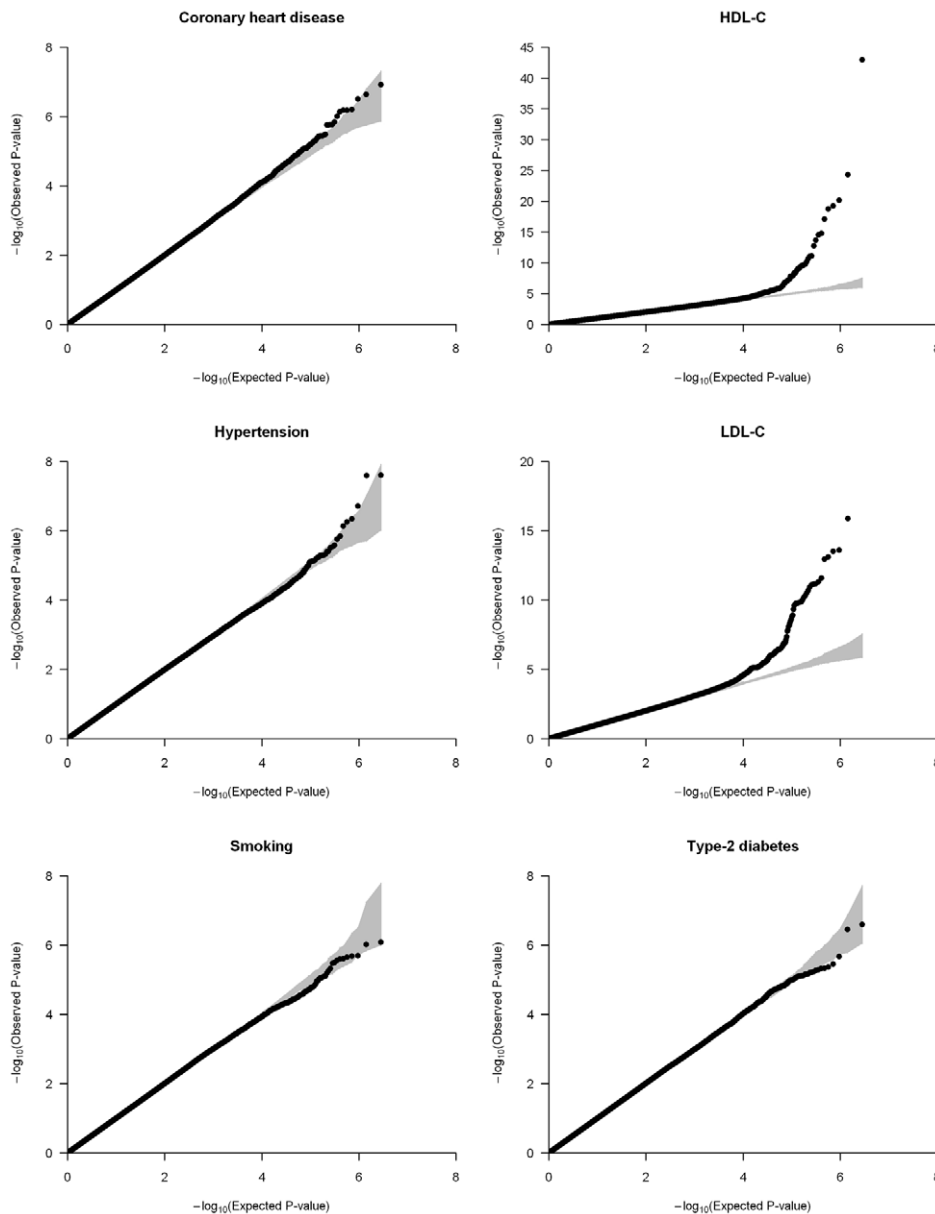 Coronary heart disease
8
6
4
2
0
−log10(Observed P-value)
0 2 4 6 8
−log10(Expected P-value)
HDL-C
45
40
35
30
25
20
15
10
5
0
−log10(Observed P-value)
0 2 4 6 8
−log10(Expected P-value)
Hypertension
8
6
4
2
0
−log10(Observed P-value)
0 2 4 6 8
−log10(Expected P-value)
LDL-C
20
15
10
5
0
−log10(Observed P-value)
0 2 4 6 8
−log10(Expected P-value)
Smoking
8
6
4
2
0
−log10(Observed P-value)
0 2 4 6 8
−log10(Expected P-value)
Type-2 diabetes
8
6
4
2
0
−log10(Observed P-value)
0 2 4 6 8
−log10(Expected P-value)